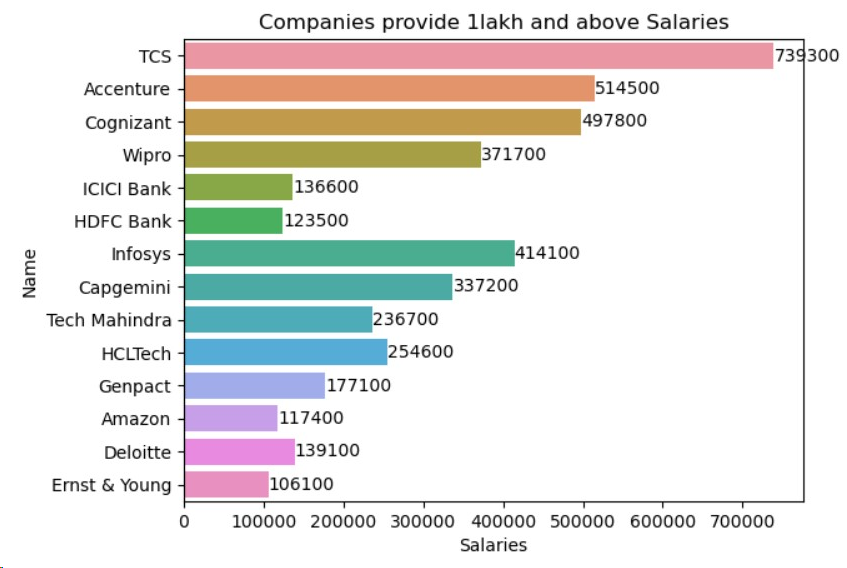 Companies provide 1lakh and above Salaries
TCS 739300
Accenture 514500
Cognizant 497800
Wipro 371700
ICICI Bank 136600
HDFC Bank 123500
Infosys 414100
Capgemini 337200
Tech Mahindra 236700
HCLTech 254600
Genpact 177100
Amazon 117400
Deloitte 139100
Ernst & Young 106100
Name
0 100000 200000 300000 400000 500000 600000 700000
Salaries